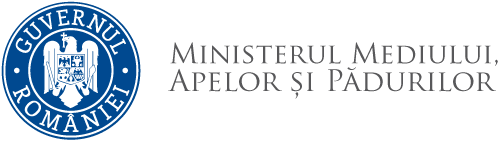 GUVERNUL
ROMÂNIEI
MINISTERUL MEDIULUI,
APELOR ȘI PĂDURILOR